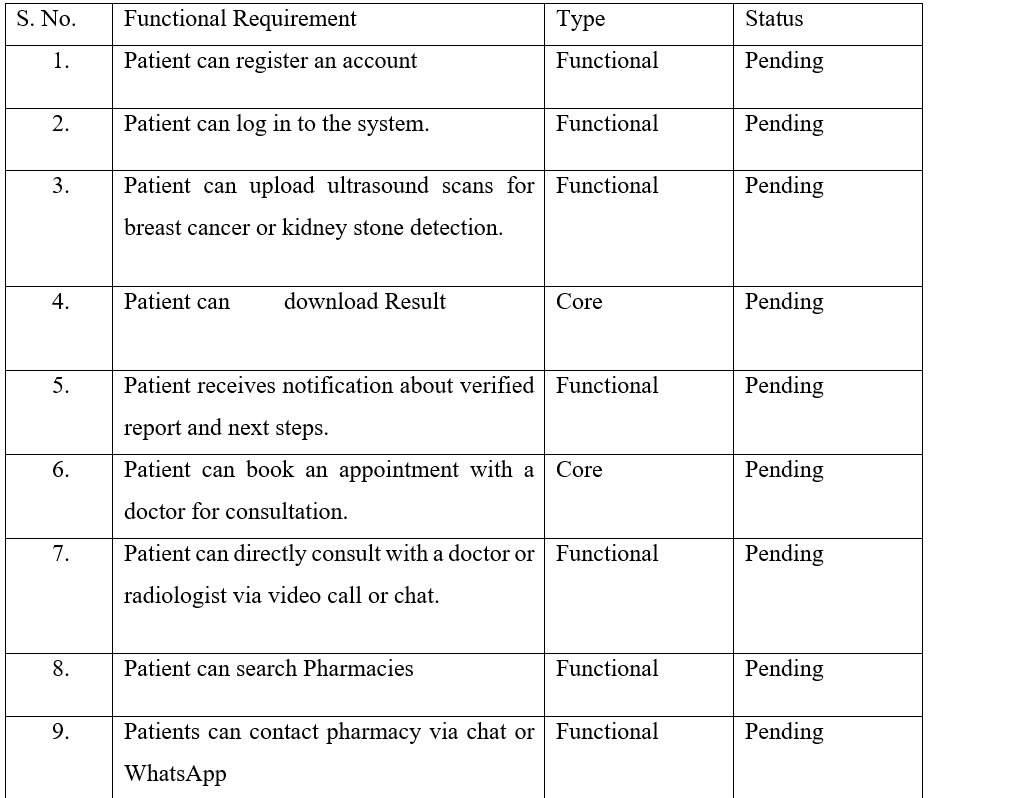 S. No. Functional Requirement Type Status
1. Patient can register an account Functional Pending
2. Patient can log in to the system. Functional Pending
3. Patient can upload ultrasound scans for Functional Pending
breast cancer or kidney stone detection.
4. Patient can download Result Core Pending
5. Patient receives notification about verified Functional Pending
report and next steps.
6. Patient can book an appointment with a Core Pending
doctor for consultation.
7. Patient can directly consult with a doctor or Functional Pending
radiologist via video call or chat.
8. Patient can search Pharmacies Functional Pending
9. Patients can contact pharmacy via chat or Functional Pending
WhatsApp